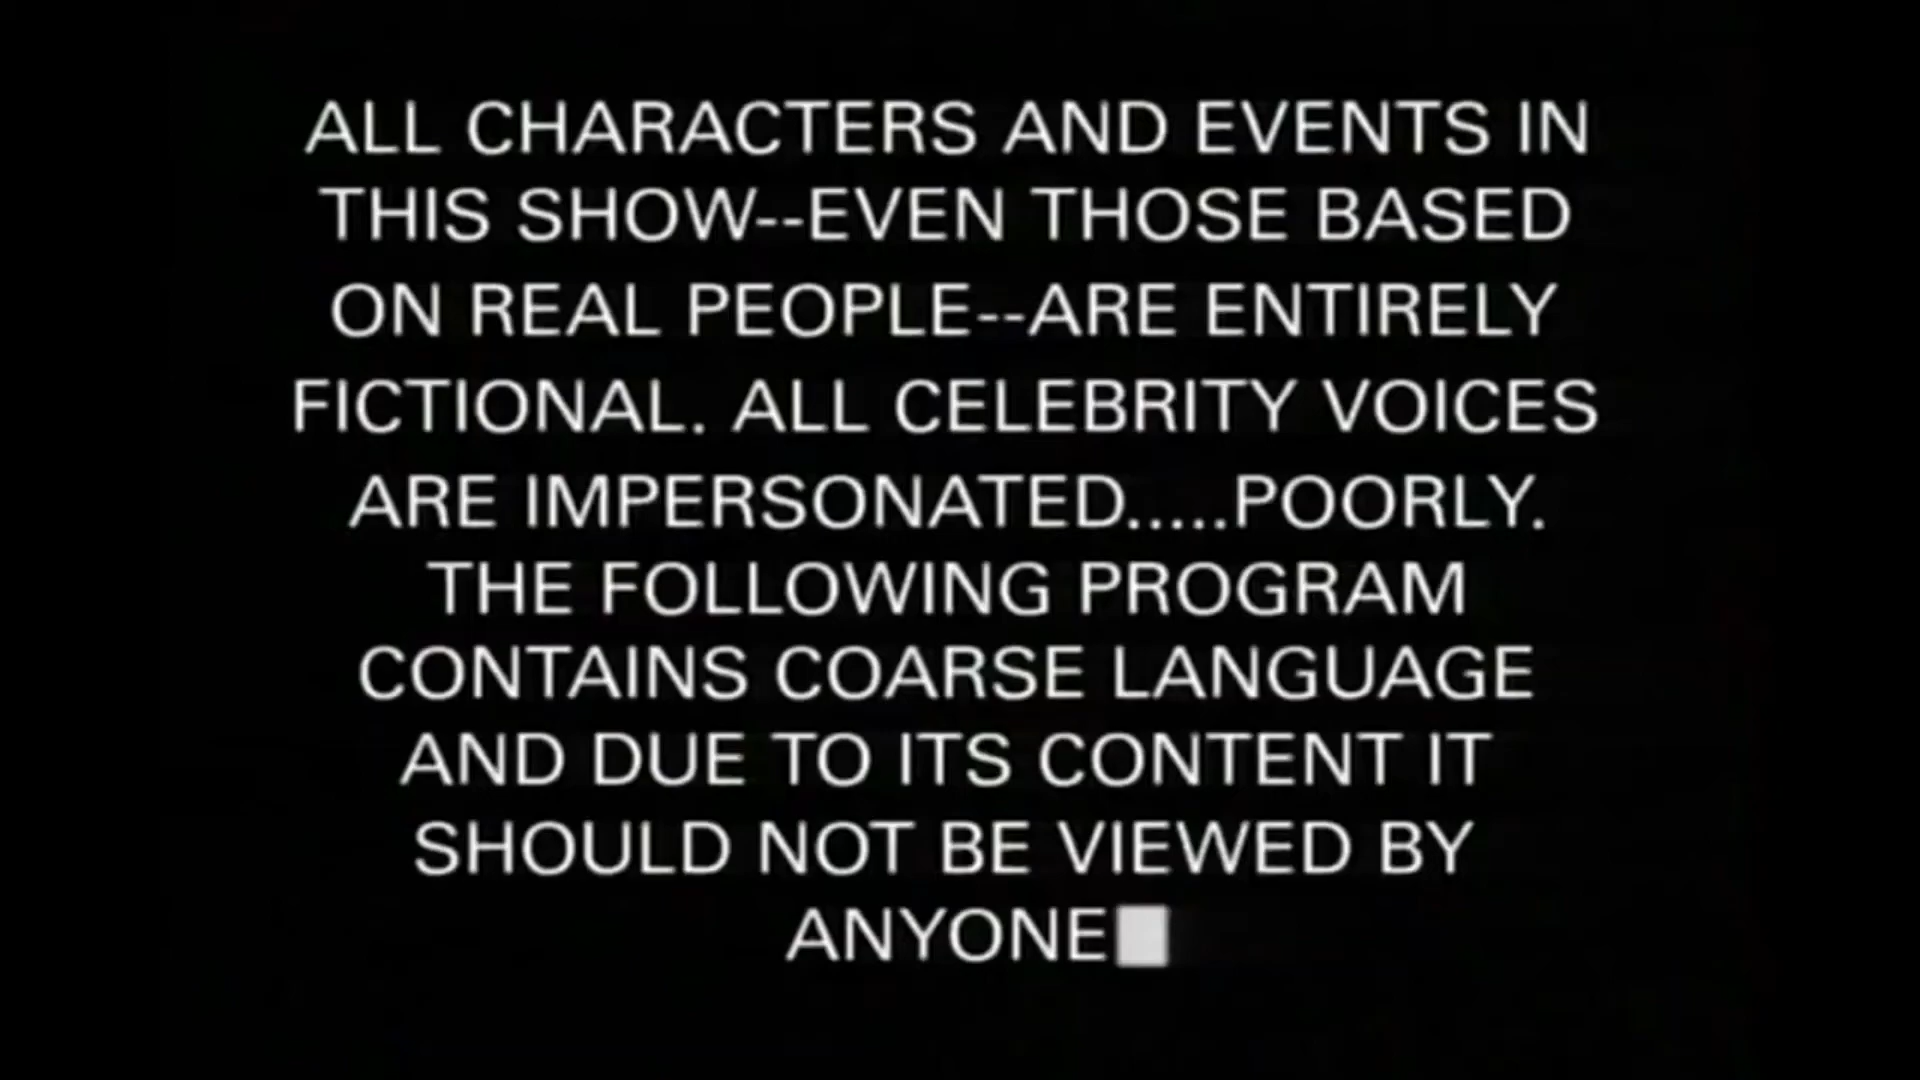 ALL CHARACTERS AND EVENTS IN
THIS SHOW--EVEN THOSE BASED
ON REAL PEOPLE--ARE ENTIRELY
FICTIONAL. ALL CELEBRITY VOICES
ARE IMPERSONATED.....POORLY.
THE FOLLOWING PROGRAM
CONTAINS COARSE LANGUAGE
AND DUE TO ITS CONTENT IT
SHOULD NOT BE VIEWED BY
ANYONE